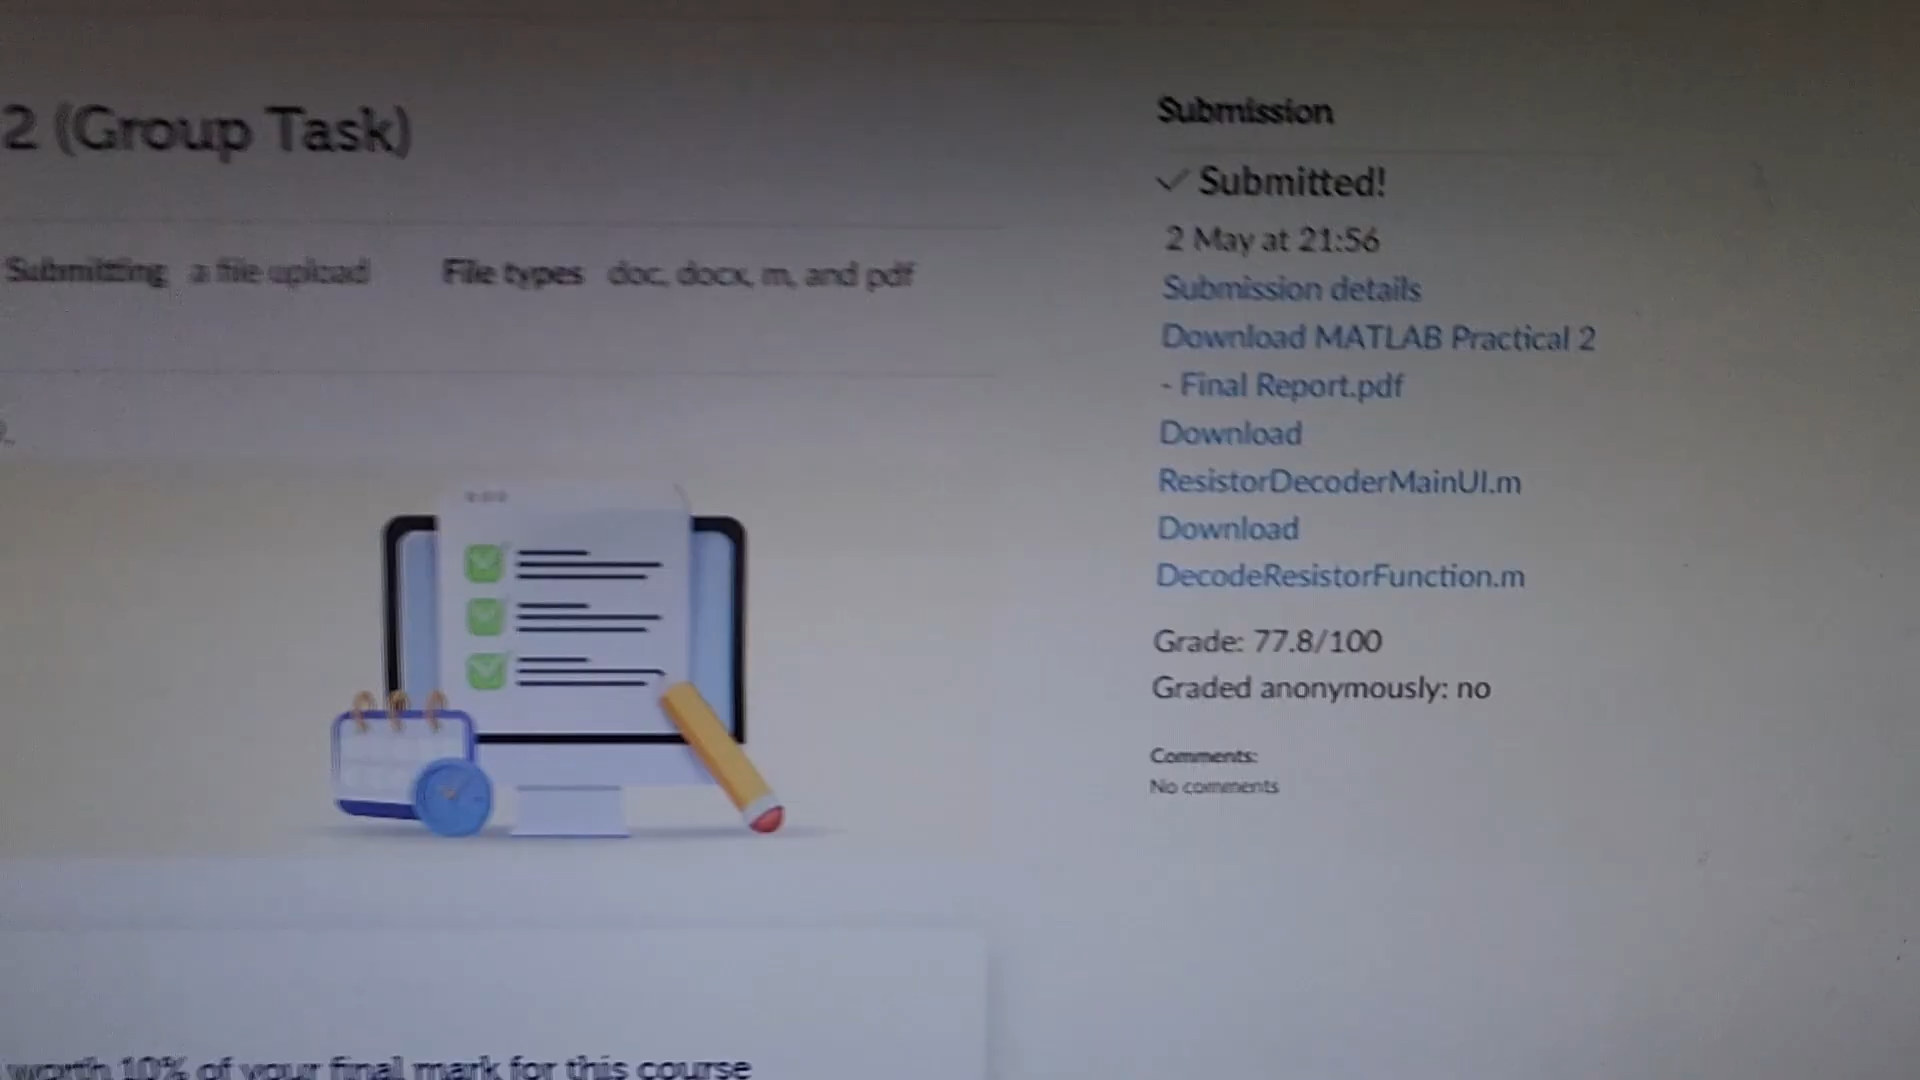 2 (Group Task)
Submitting a file upload File types doc, docx, m, and pdf
worth 10% of your final mark for this course
Submission
Submitted!
2 May at 21:56
Submission details
Download MATLAB Practical 2
- Final Report.pdf
Download
ResistorDecoderMainUI.m
Download
DecodeResistorFunction.m
Grade: 77.8/100
Graded anonymously: no
Comments:
No comments